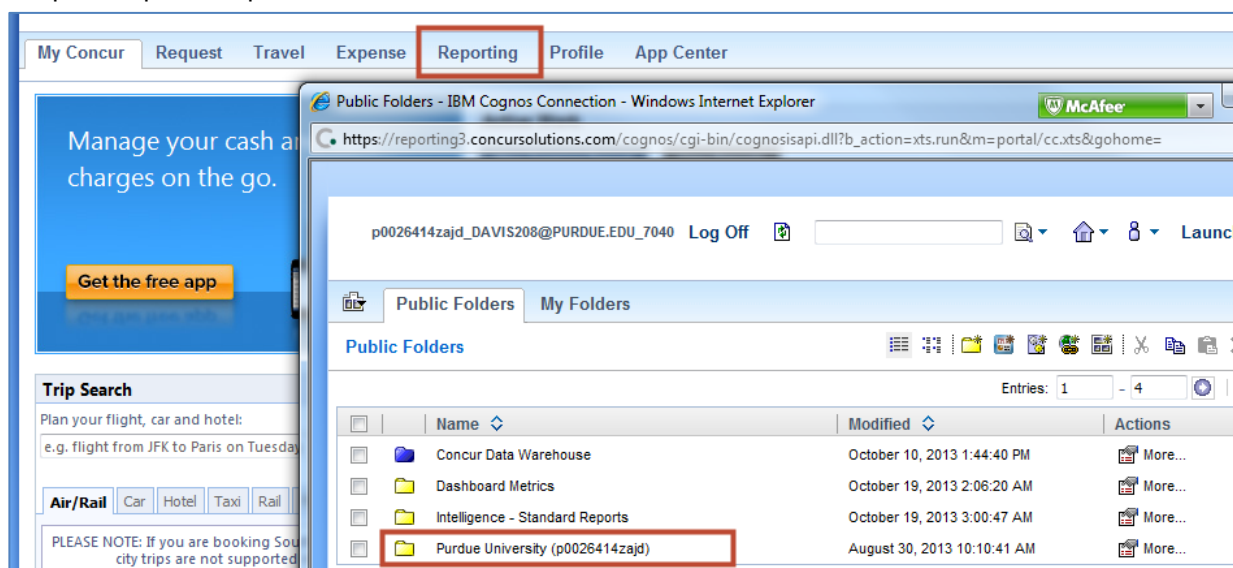 My Concur Request Travel Expense Reporting Profile App Center
Public Folders - IBM Cognos Connection - Windows Internet Explorer
McAfee
https://reporting3.concursolutions.com/cognos/cgi-bin/cognosisapi.dll?b_action=xts.run&m=portal/cc.xts&gohome=
Manage your cash
charges on the go.
Get the free app
p0026414zajd_DAVIS208@PURDUE.EDU_7040 Log Off
Public Folders My Folders
Public Folders
Entries: 1 - 4
Name Modified Actions
Concur Data Warehouse October 10, 2013 1:44:40 PM More...
Dashboard Metrics October 19, 2013 2:06:20 AM More...
Intelligence - Standard Reports October 19, 2013 3:00:47 AM More...
Purdue University (p0026414zajd) August 30, 2013 10:10:41 AM More...
Trip Search
Plan your flight, car and hotel:
e.g. flight from JFK to Paris on Tuesday
Air/Rail Car Hotel Taxi Rail
PLEASE NOTE: If you are booking
city trips are not supported